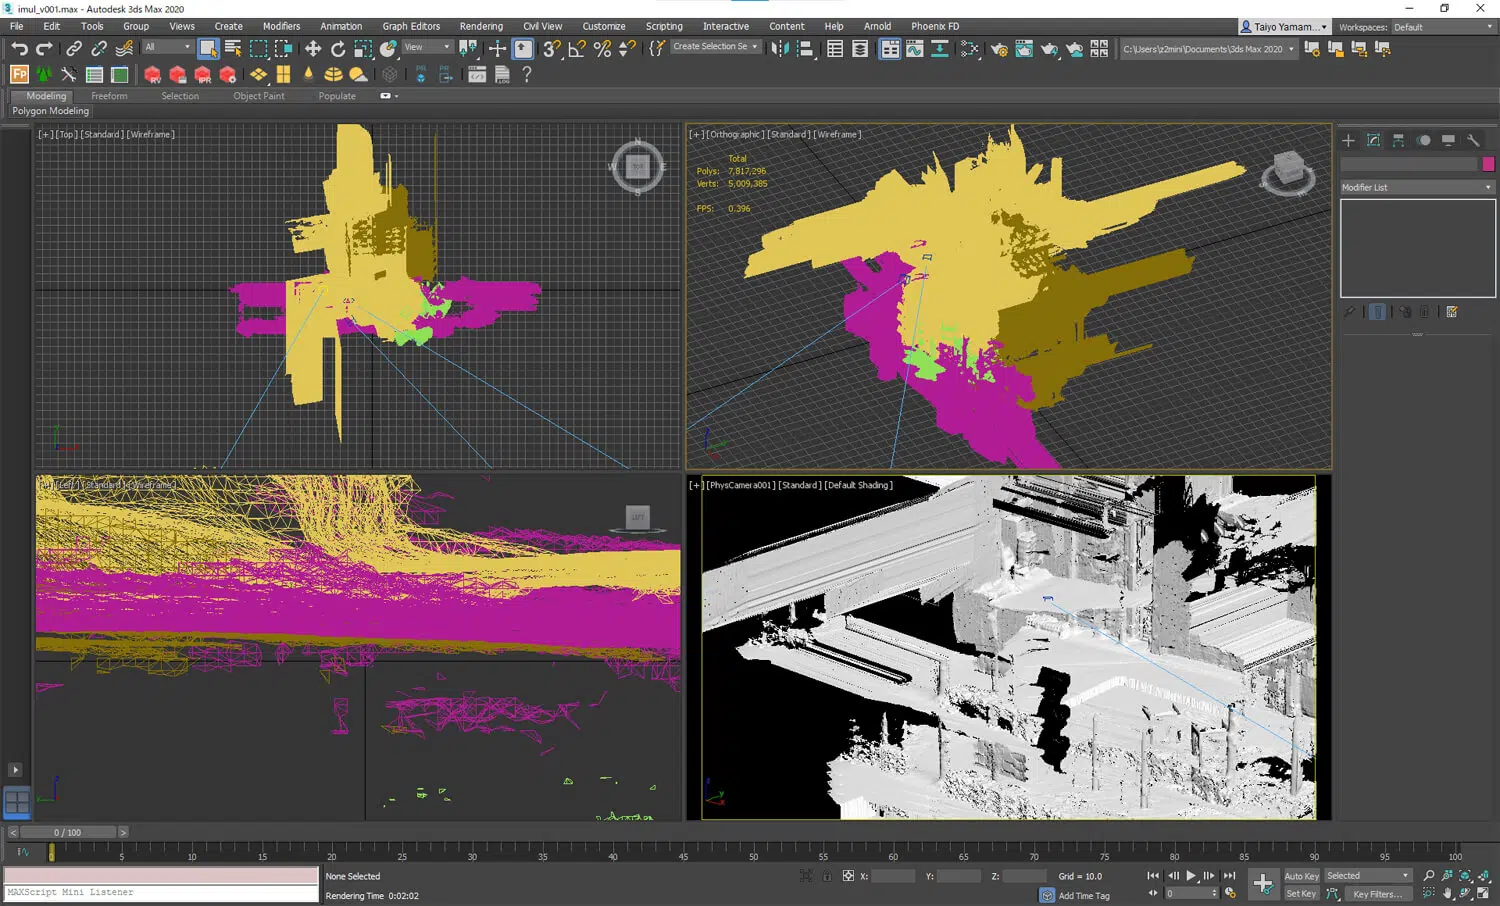 imul_v001.max - Autodesk 3ds Max 2020
File Edit Tools Group Views Create Modifiers Animation Graph Editors Rendering Civil View Customize Scripting Interactive Content Help Arnold Phoenix FD
Taiyo Yamam... Workspaces: Default
All View Create Selection Se C:\Users\z2mini\Documents\3ds Max 2020
Modeling Freeform Selection Object Paint Populate
Polygon Modeling
[+] [Top] [Standard] [Wireframe]
[+] [Orthographic] [Standard] [Wireframe]
Total
Polys: 7,817,296
Verts: 5,009,385
FPS: 0.396
Modifier List
[+] [Left] [Standard] [Wireframe]
LEFT
[+] [PhysCamera001] [Standard] [Default Shading]
0 / 100
0 5 10 15 20 25 30 35 40 45 50 55 60 65 70 75 80 85 90 95 100
None Selected
X: Y: Z: Grid = 10.0
Auto Key Selected
MAXScript Mini Listener
Rendering Time 0:02:02
Add Time Tag
0
Set Key Key Filters...